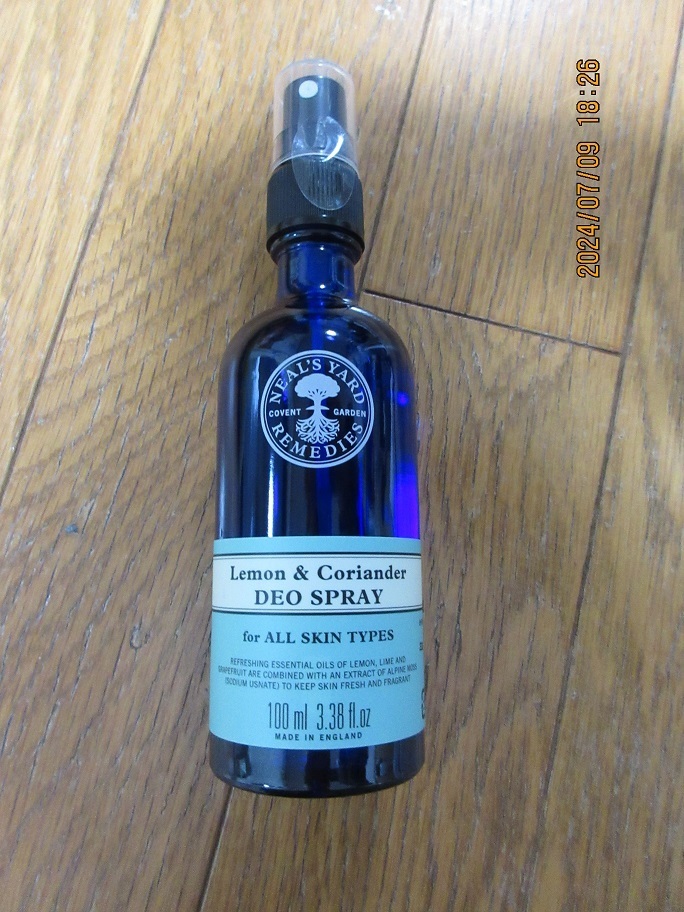 2024/07/09 18:26
NEAL'S YARD
COVENT GARDEN
REMEDIES
Lemon & Coriander
DEO SPRAY
for ALL SKIN TYPES
REFRESHING ESSENTIAL OILS OF LEMON, LIME AND
GRAPEFRUIT ARE COMBINED WITH AN EXTRACT OF ALPINE MOSS
(SODIUM USNATE) TO KEEP SKIN FRESH AND FRAGRANT
100 ml 3.38 fl.oz
MADE IN ENGLAND